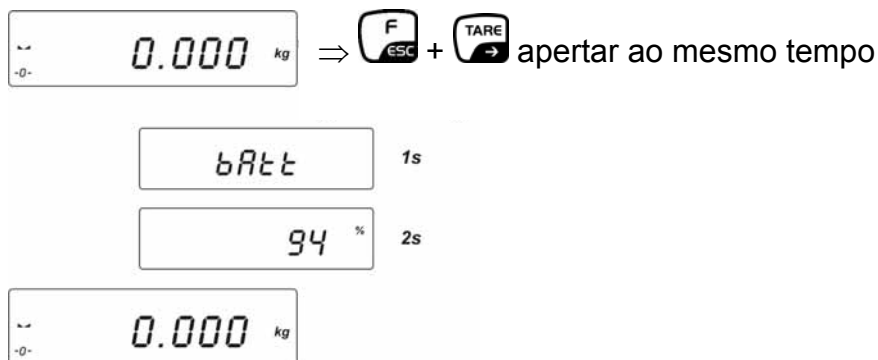 0.000 kg ⇒ F ESC + TARE → apertar ao mesmo tempo
-0-
bAtt 1s
94 % 2s
0.000 kg
-0-